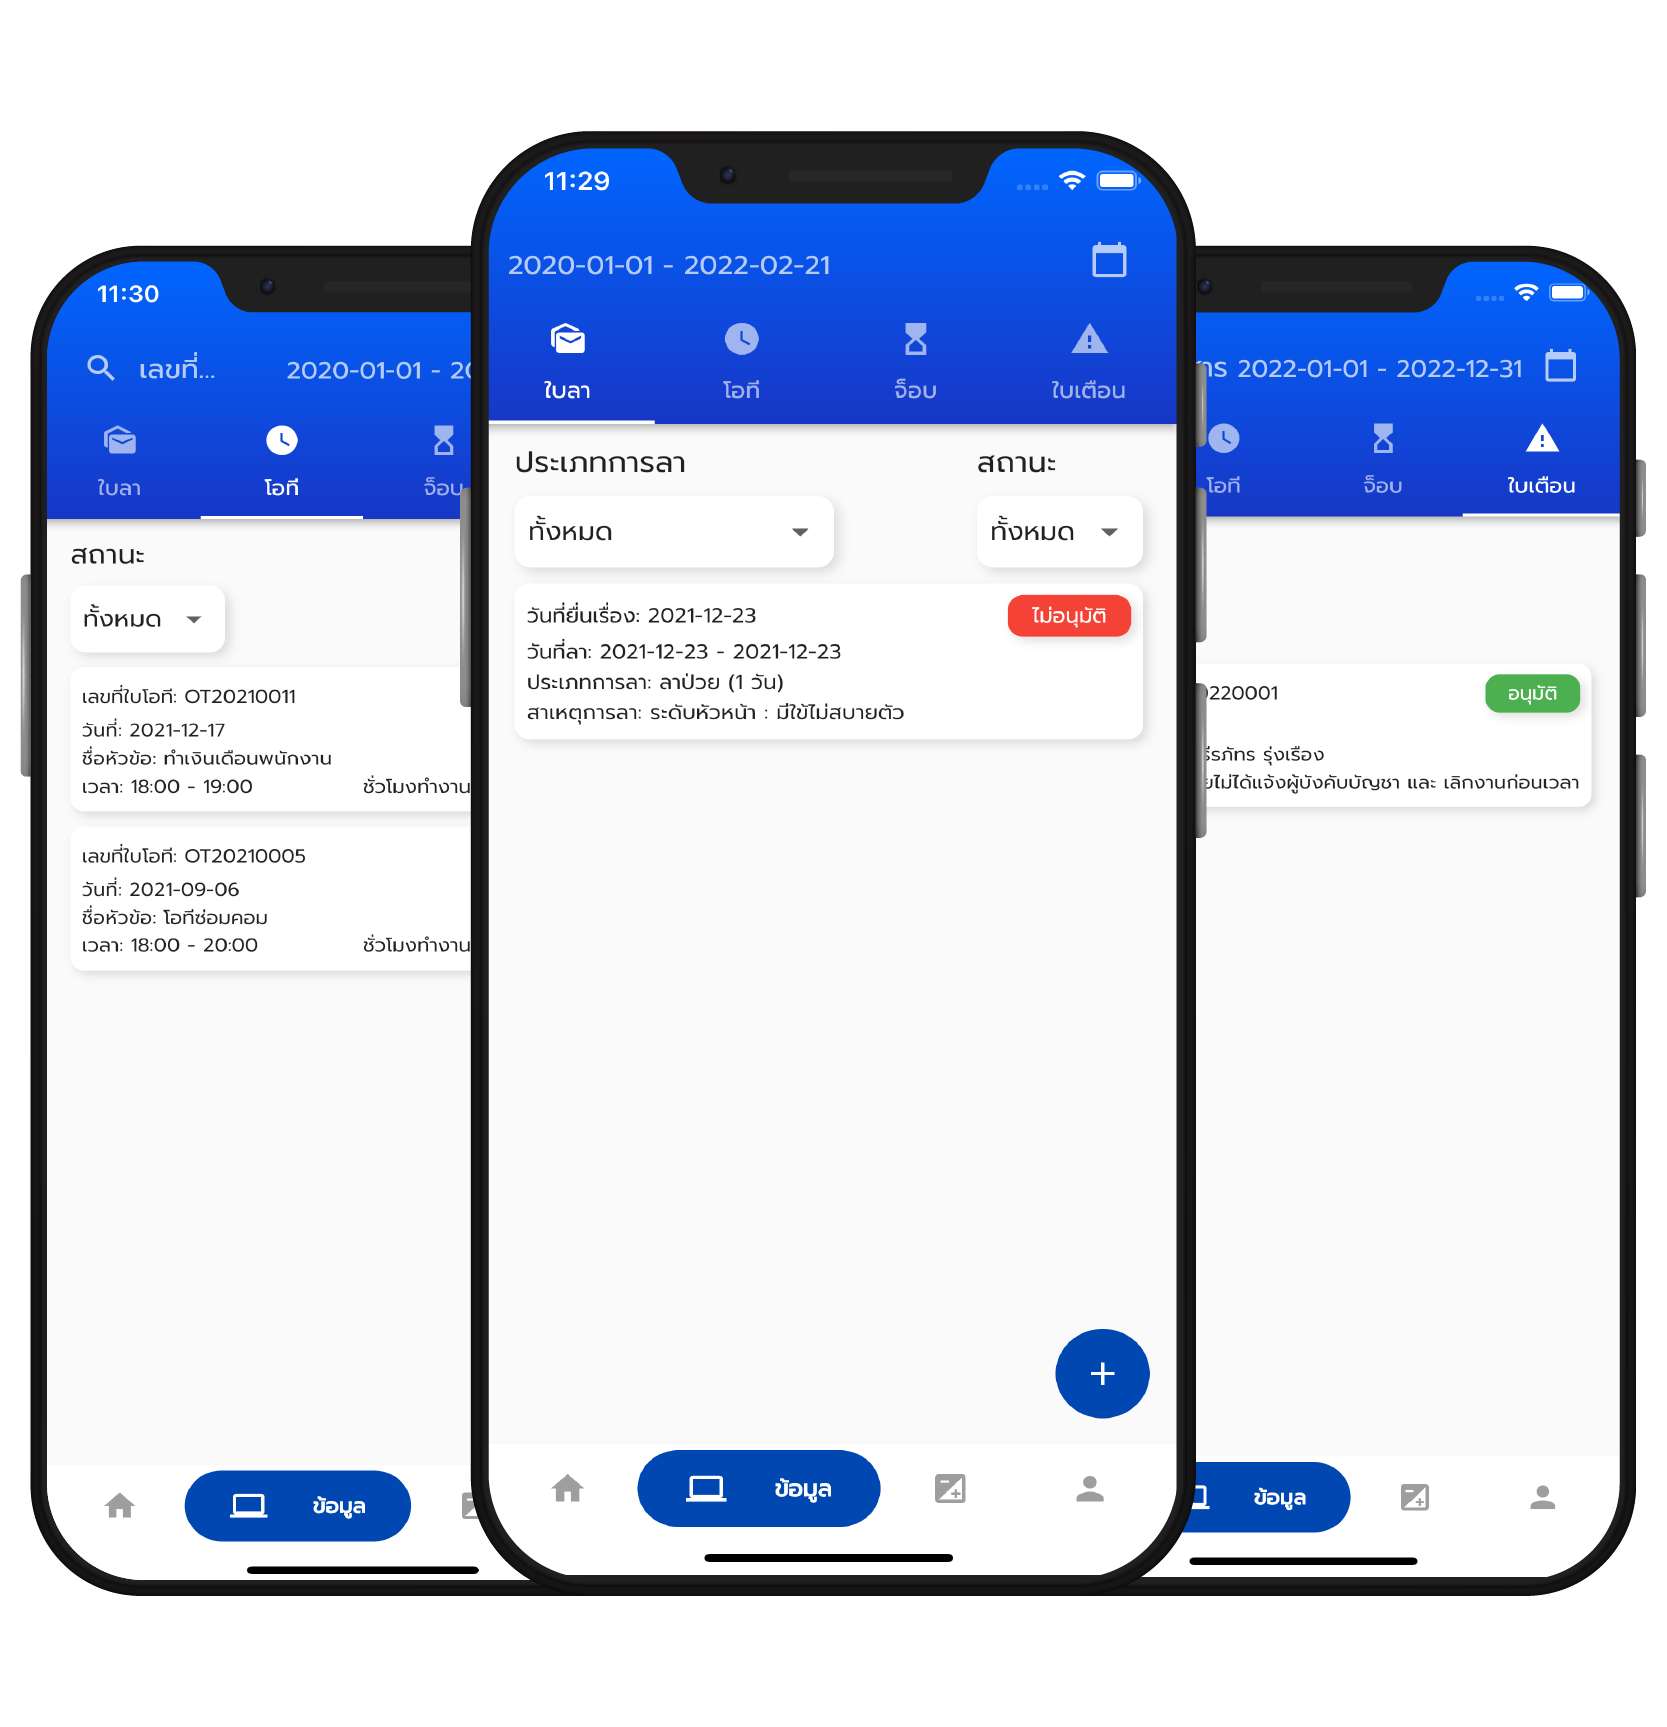 11:30
เลขที่...
2020-01-01 -
ใบลา
โอที
จ็อบ
สถานะ
ทั้งหมด
เลขที่ใบโอที: OT20210011
วันที่: 2021-12-17
ชื่อหัวข้อ: ทำเงินเดือนพนักงาน
เวลา: 18:00 - 19:00 ชั่วโมงทำงาน
เลขที่ใบโอที: OT20210005
วันที่: 2021-09-06
ชื่อหัวข้อ: โอทีซ่อมคอม
เวลา: 18:00 - 20:00 ชั่วโมงทำงาน
ข้อมูล
11:29
2020-01-01 - 2022-02-21
ใบลา
โอที
จ็อบ
ใบเตือน
ประเภทการลา
สถานะ
ทั้งหมด
ทั้งหมด
วันที่ยื่นเรื่อง: 2021-12-23
ไม่อนุมัติ
วันที่ลา: 2021-12-23 - 2021-12-23
ประเภทการลา: ลาป่วย (1 วัน)
สาเหตุการลา: ระดับหัวหน้า : มีใข้ไม่สบายตัว
ข้อมูล
2022-01-01 - 2022-12-31
โอที
จ็อบ
ใบเตือน
220001
อนุมัติ
รุ่งเรือง
ไม่ได้แจ้งผู้บังคับบัญชา และ เลิกงานก่อนเวลา
ข้อมูล